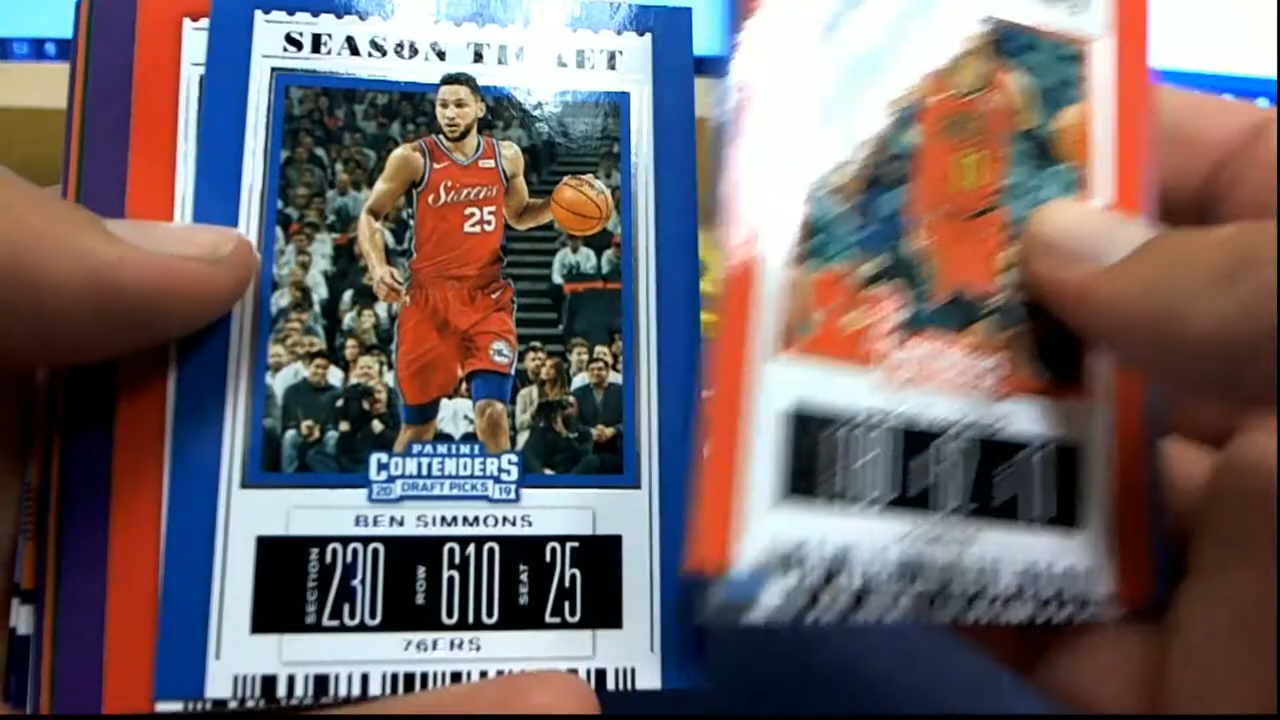 SEASON TICKET
Sixers
25
PANINI
CONTENDERS
20 DRAFT PICKS 19
BEN SIMMONS
SECTION 230 ROW 610 SEAT 25
76ERS